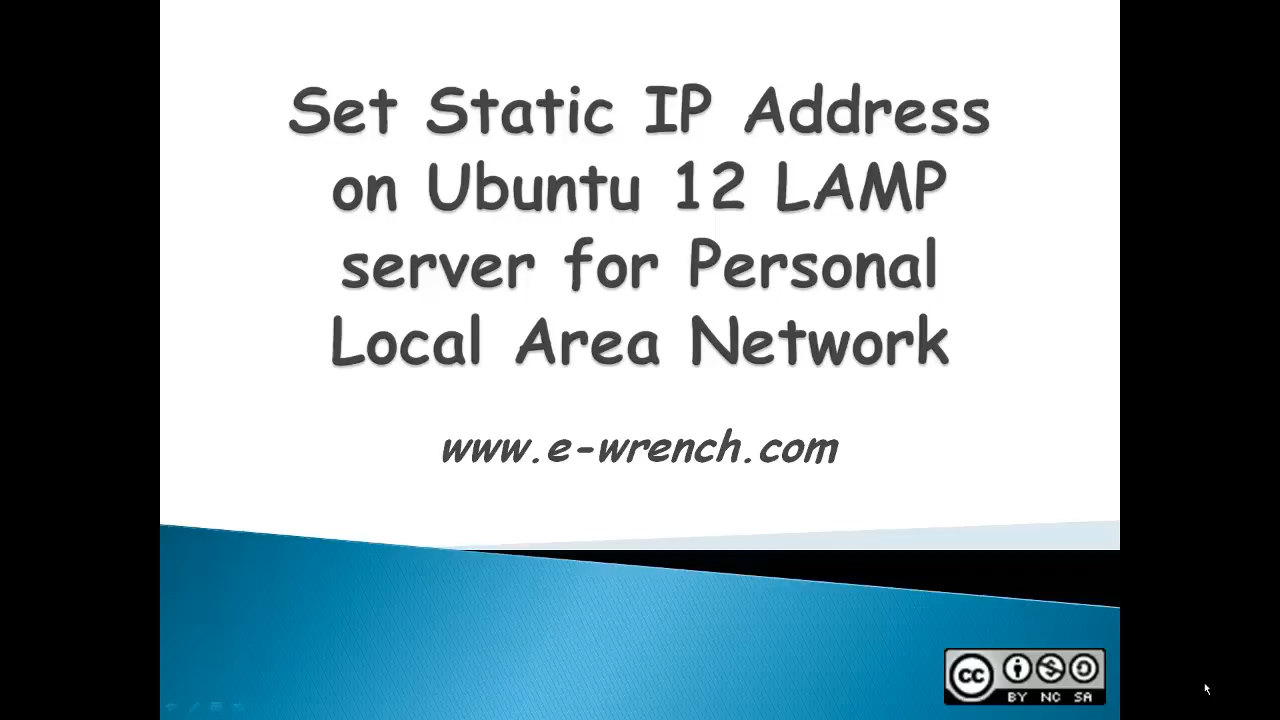 Set Static IP Address
on Ubuntu 12 LAMP
server for Personal
Local Area Network
www.e-wrench.com
cc
BY NC SA